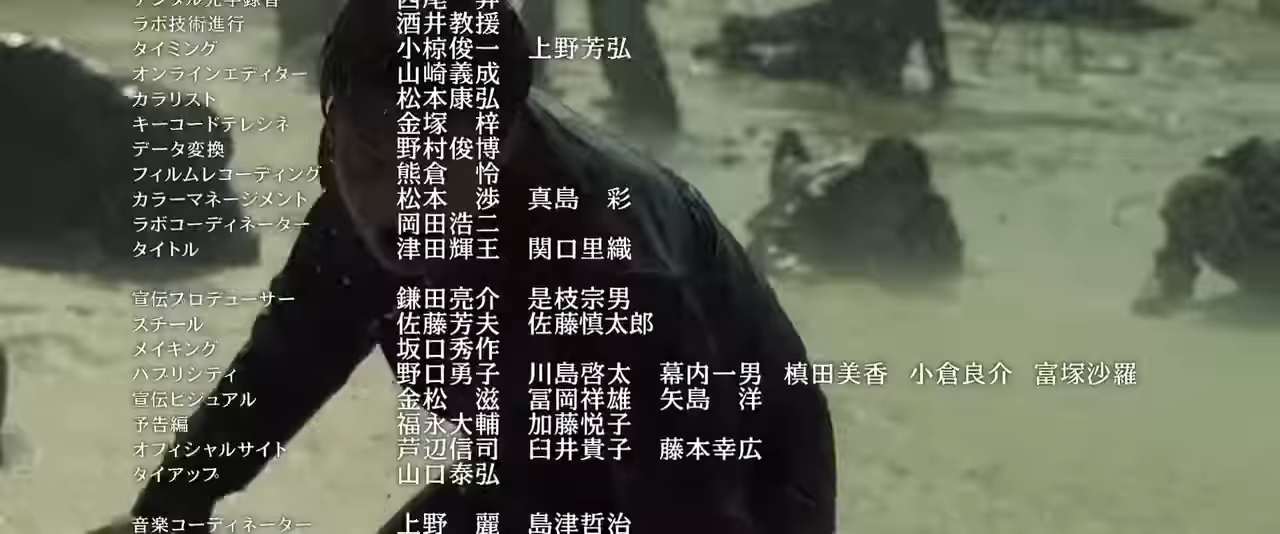 デジタル光学録音　西尾　昇
ラボ技術進行　酒井教援
タイミング　小椋俊一　上野芳弘
オンラインエディター　山崎義成
カラリスト　松本康弘
キーコードテレシネ　金塚　梓
データ変換　野村俊博
フィルムレコーディング　熊倉　怜
カラーマネージメント　松本　渉　真島　彩
ラボコーディネーター　岡田浩二
タイトル　津田輝王　関口里織
宣伝プロデューサー　鎌田亮介　是枝宗男
スチール　佐藤芳夫　佐藤慎太郎
メイキング　坂口秀作
パブリシティ　野口勇子　川島啓太　幕内一男　槙田美香　小倉良介　富塚沙羅
宣伝ビジュアル　金松　滋　冨岡祥雄　矢島　洋
予告編　福永大輔　加藤悦子
オフィシャルサイト　芦辺信司　臼井貴子　藤本幸広
タイアップ　山口泰弘
音楽コーディネーター　上野　麗　島津哲治